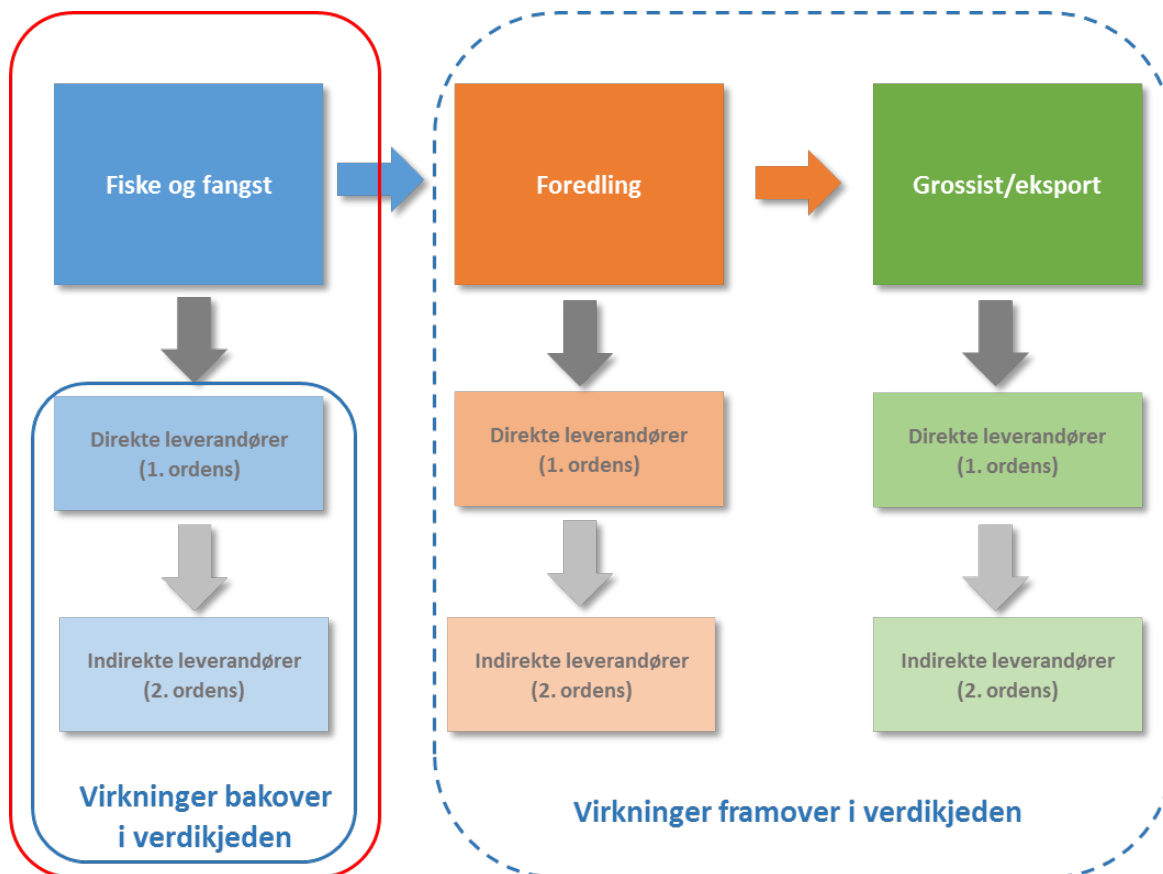 Fiske og fangst
Foredling
Grossist/eksport
Direkte leverandører
(1. ordens)
Direkte leverandører
(1. ordens)
Direkte leverandører
(1. ordens)
Indirekte leverandører
(2. ordens)
Indirekte leverandører
(2. ordens)
Indirekte leverandører
(2. ordens)
Virkninger bakover
i verdikjeden
Virkninger framover i verdikjeden